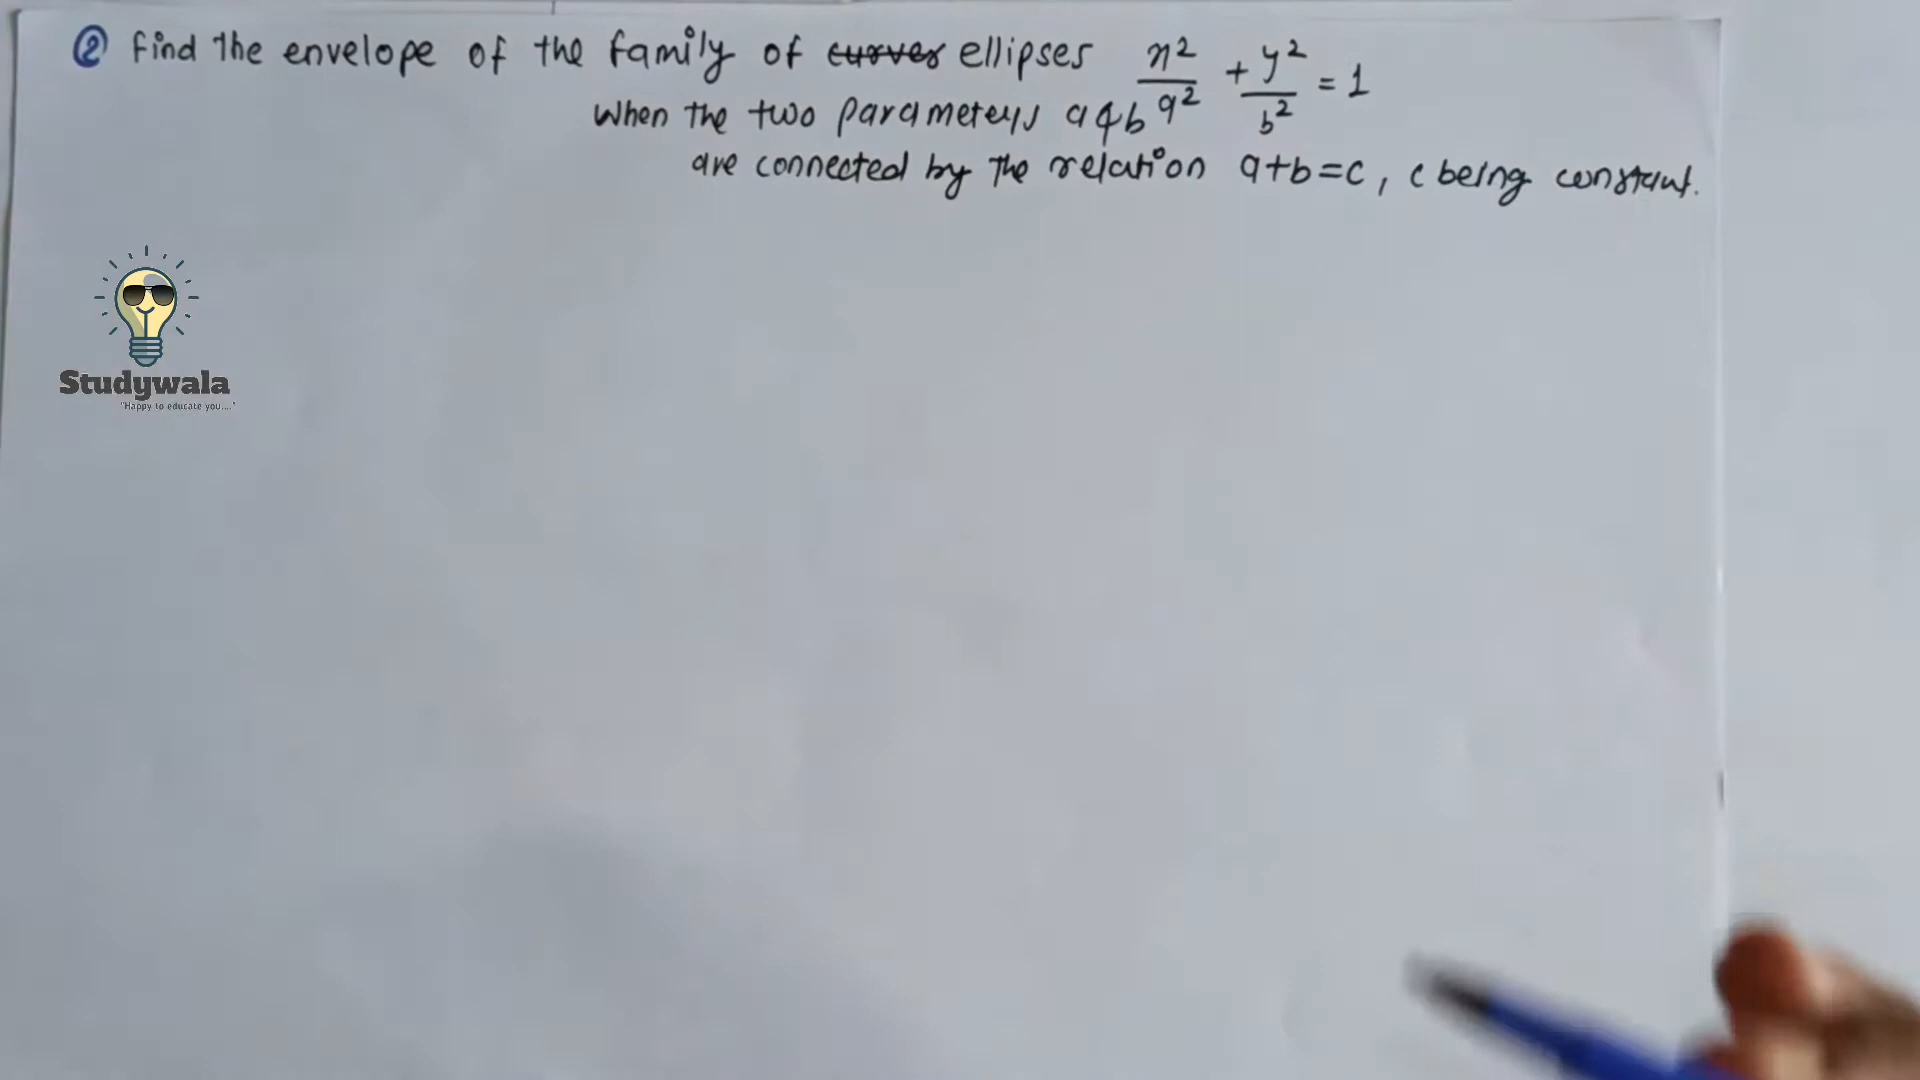 ② Find the envelope of the family of curves ellipses x²/a² + y²/b² = 1
When the two parameters a & b
are connected by the relation a+b=c, c being constant.
Studywala
"Happy to educate you...."